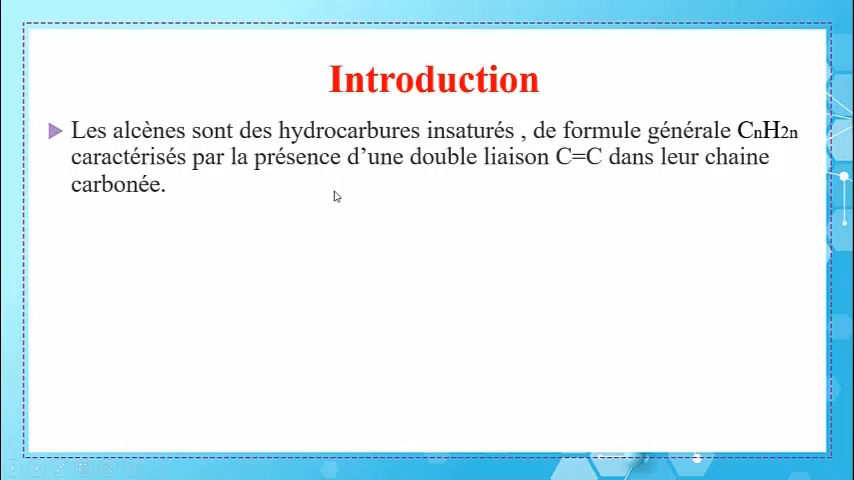 Introduction
Les alcènes sont des hydrocarbures insaturés , de formule générale CnH2n
caractérisés par la présence d’une double liaison C=C dans leur chaine
carbonée.